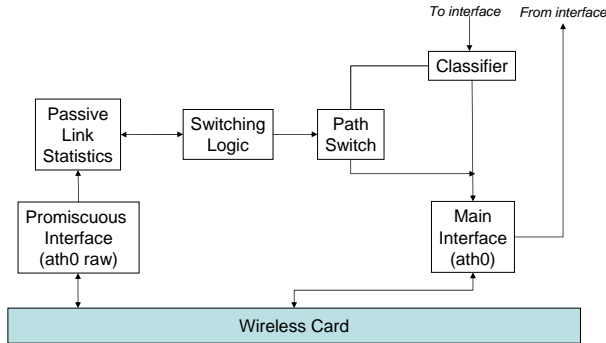 To interface
From interface
Classifier
Passive
Link
Statistics
Switching
Logic
Path
Switch
Promiscuous
Interface
(ath0 raw)
Main
Interface
(ath0)
Wireless Card